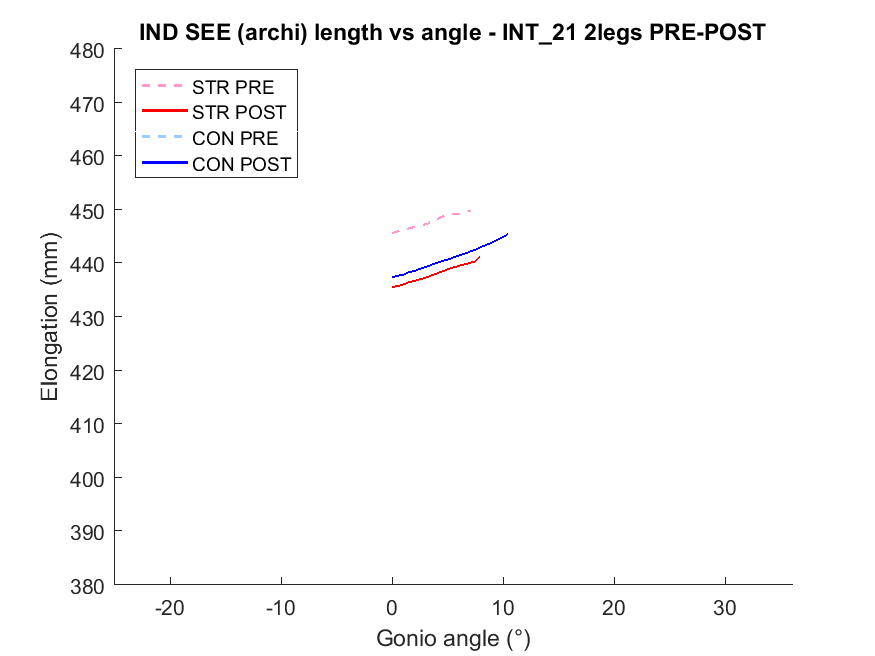 IND SEE (archi) length vs angle - INT_21 2legs PRE-POST
480
470
460
450
440
430
420
410
400
390
380
Elongation (mm)
STR PRE
STR POST
CON PRE
CON POST
-20
-10
0
10
20
30
Gonio angle (°)